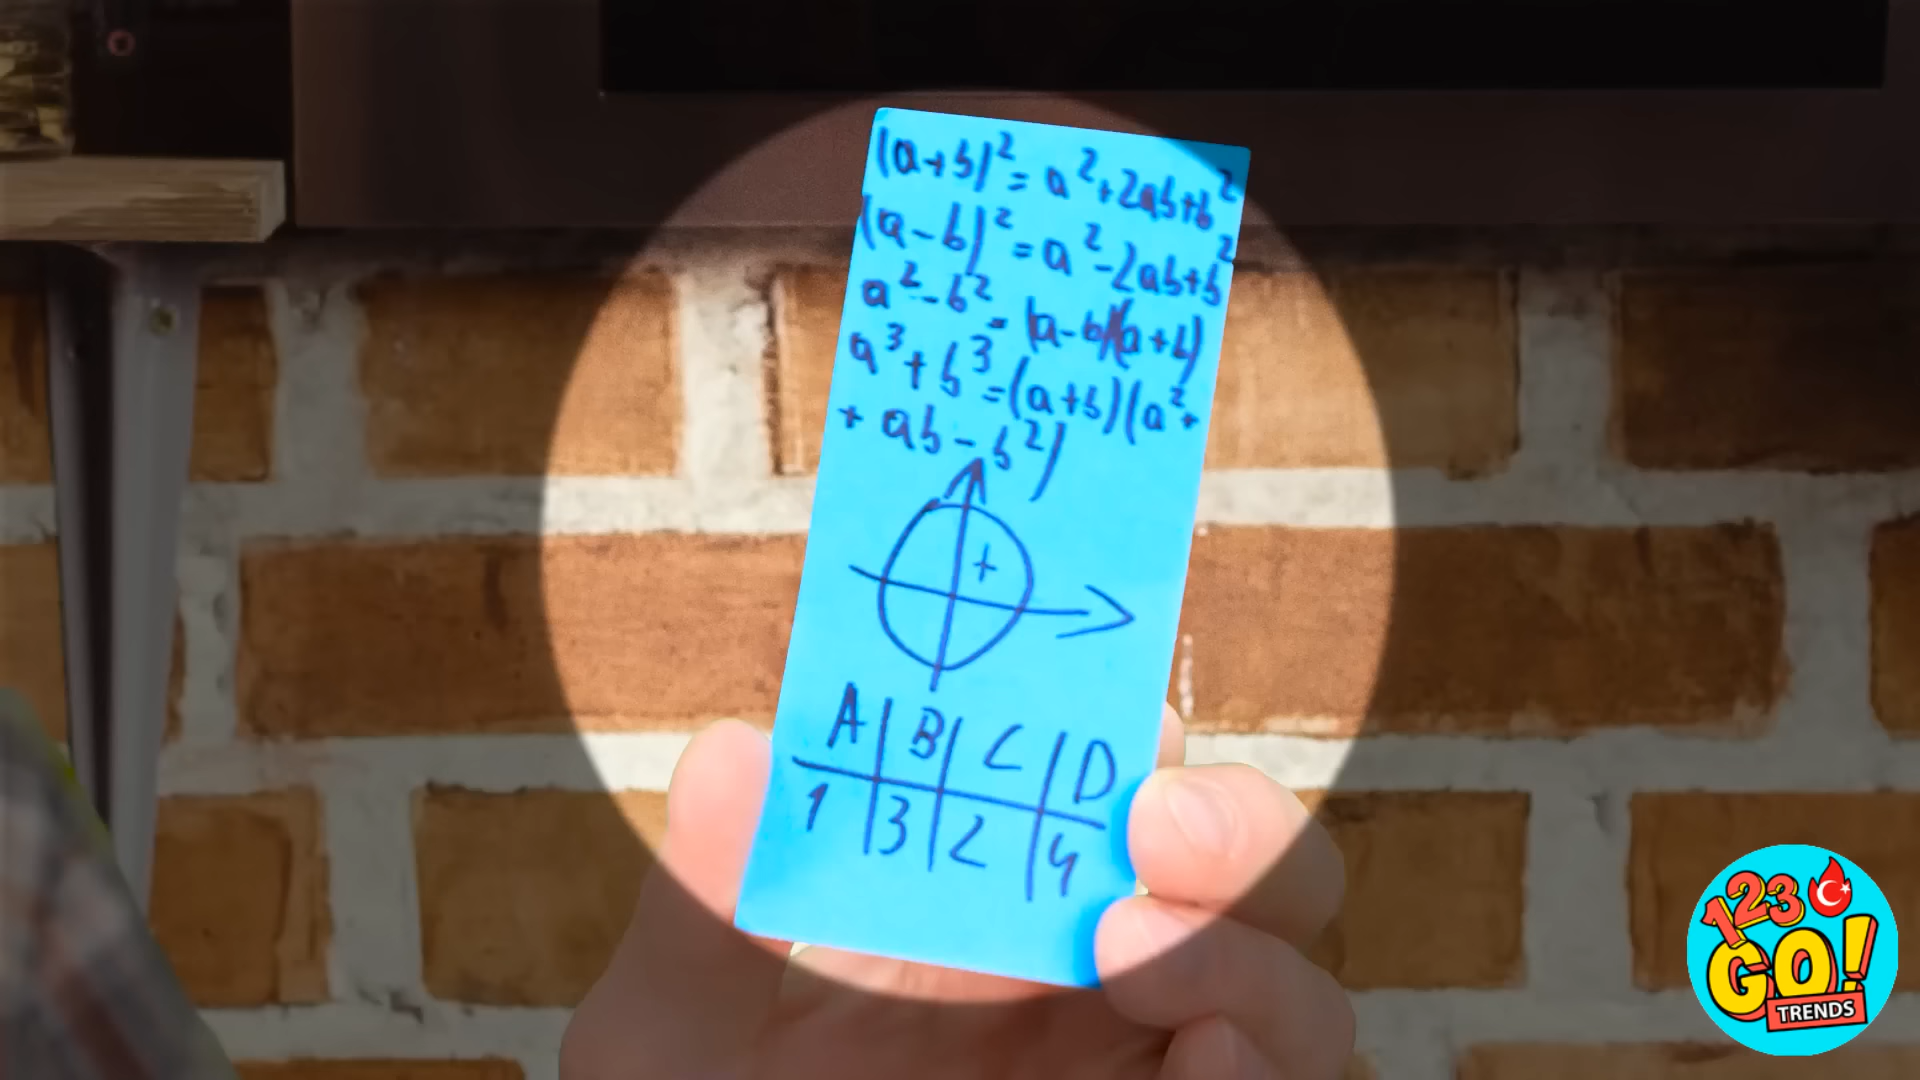 (a+b)²= a²+2ab+b²
(a-b)²=a²-2ab+b²
a²-b²=(a-b)(a+b)
a³+b³=(a+b)(a²+
+ab-b²)
+
A B C D
1 3 2 4
123
GO!
TRENDS